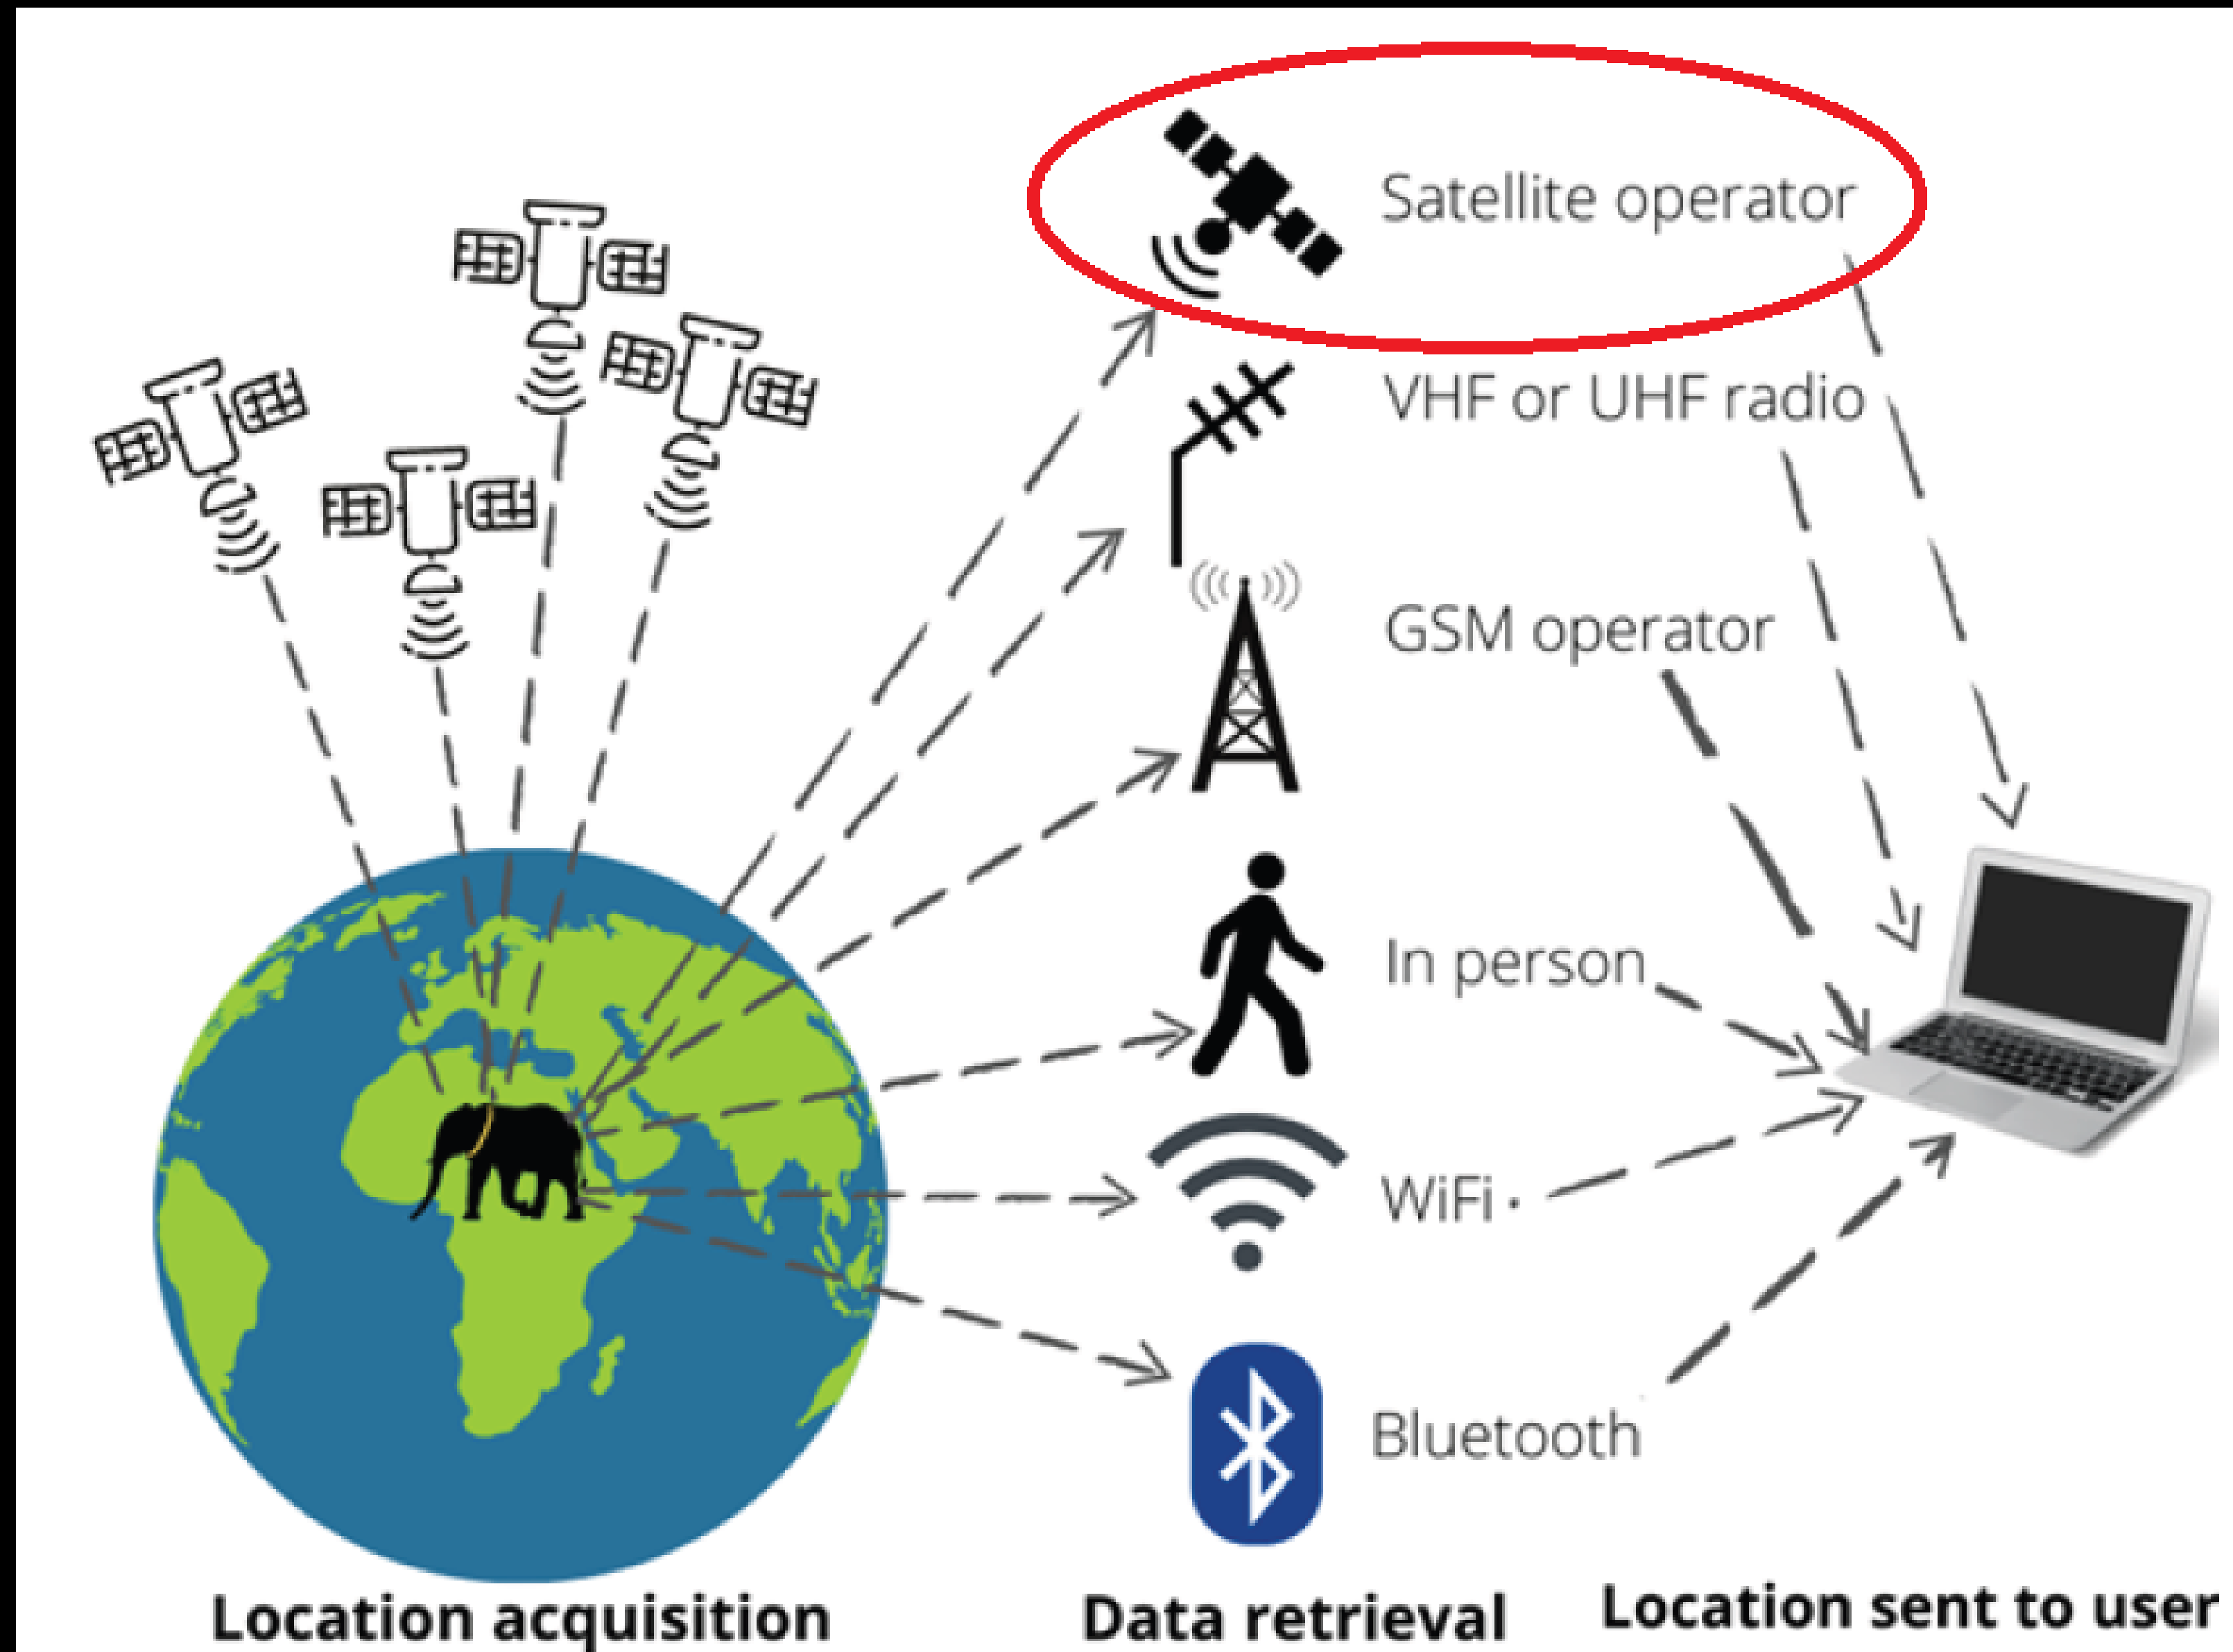 Satellite operator
VHF or UHF radio
GSM operator
In person
WiFi
Bluetooth
Location acquisition
Data retrieval
Location sent to user